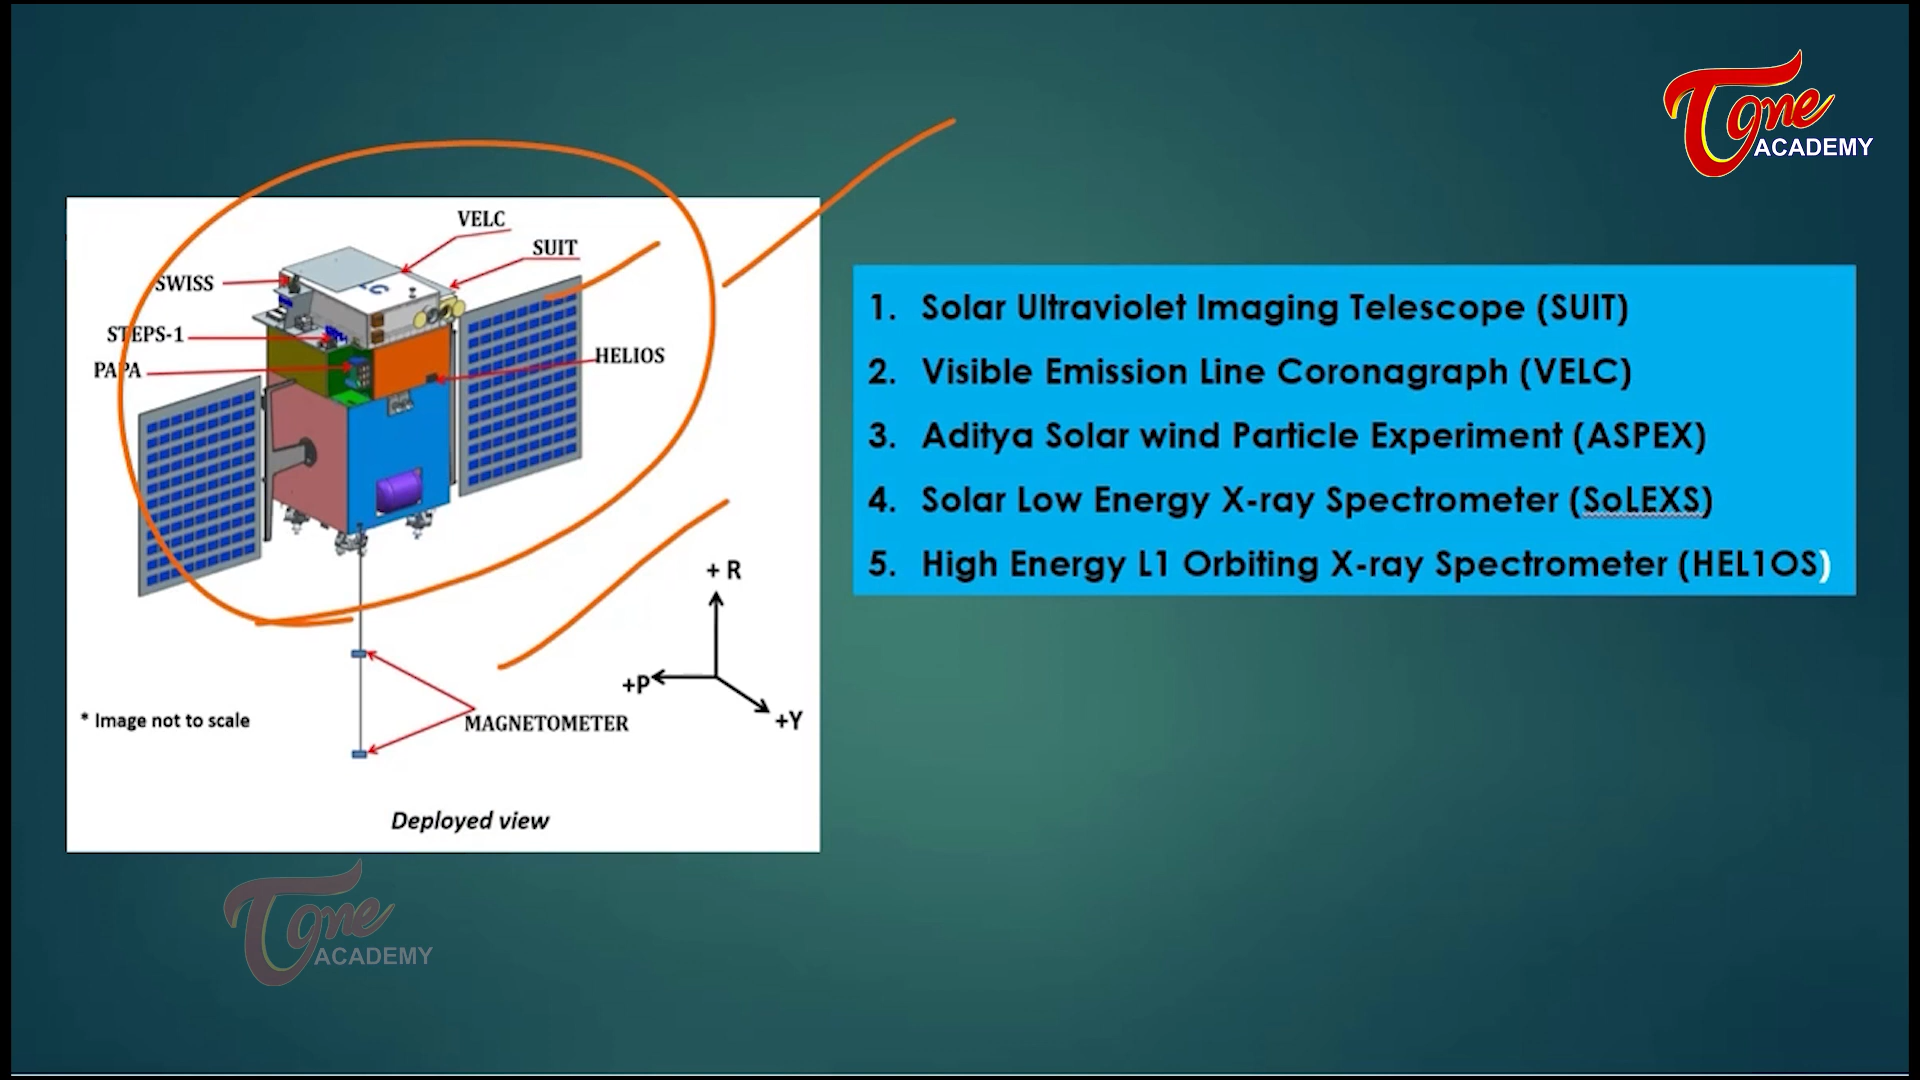 Tone
ACADEMY
VELC
SUIT
SWISS
STEPS-1
PAPA
HELIOS
1. Solar Ultraviolet Imaging Telescope (SUIT)
2. Visible Emission Line Coronagraph (VELC)
3. Aditya Solar wind Particle Experiment (ASPEX)
4. Solar Low Energy X-ray Spectrometer (SoLEXS)
5. High Energy L1 Orbiting X-ray Spectrometer (HEL1OS)
+ R
+P
+Y
* Image not to scale
MAGNETOMETER
Deployed view
Tone
ACADEMY